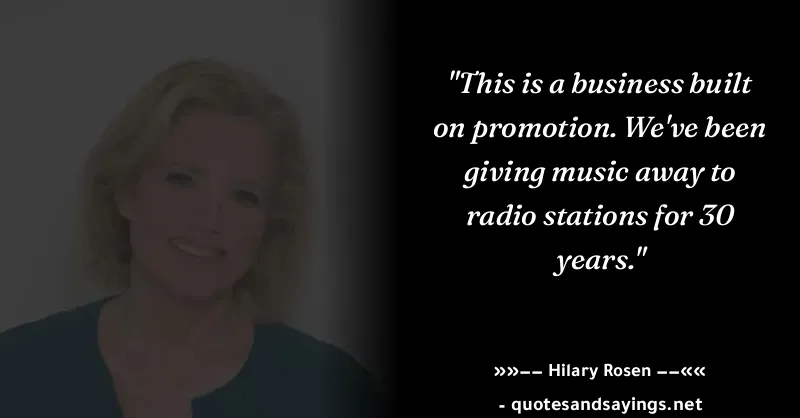 "This is a business built
on promotion. We've been
giving music away to
radio stations for 30
years."
»»–– Hilary Rosen ––««
- quotesandsayings.net